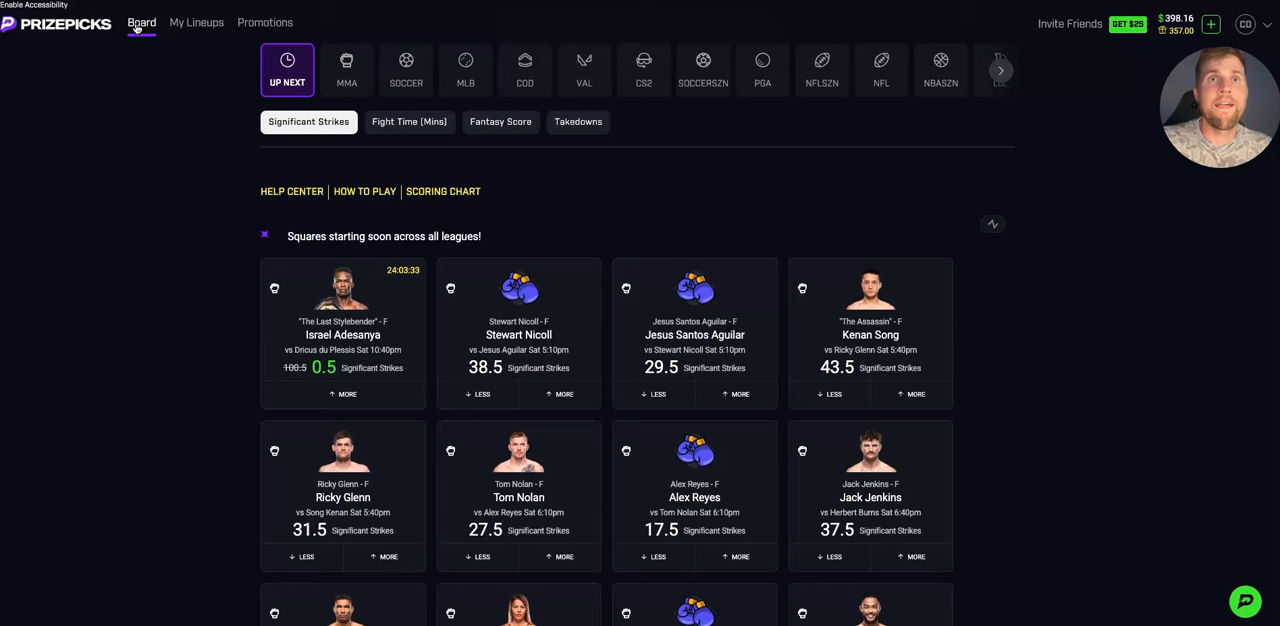 Enable Accessibility
PRIZEPICKS Board My Lineups Promotions Invite Friends GET $25 $ 398.16
357.00
CD
UP NEXT MMA SOCCER MLB COD VAL CS2 SOCCERSZN PGA NFLSZN NFL NBASZN
Significant Strikes Fight Time (Mins) Fantasy Score Takedowns
HELP CENTER HOW TO PLAY SCORING CHART
Squares starting soon across all leagues!
24:03:33
"The Last Stylebender" - F
Israel Adesanya
vs Dricus du Plessis Sat 10:40pm
100.5 0.5 Significant Strikes
MORE
Stewart Nicoll - F
Stewart Nicoll
vs Jesus Aguilar Sat 5:10pm
38.5 Significant Strikes
LESS MORE
Jesus Santos Aguilar - F
Jesus Santos Aguilar
vs Stewart Nicoll Sat 5:10pm
29.5 Significant Strikes
LESS MORE
"The Assassin" - F
Kenan Song
vs Ricky Glenn Sat 5:40pm
43.5 Significant Strikes
LESS MORE
Ricky Glenn - F
Ricky Glenn
vs Song Kenan Sat 5:40pm
31.5 Significant Strikes
LESS MORE
Tom Nolan - F
Tom Nolan
vs Alex Reyes Sat 6:10pm
27.5 Significant Strikes
LESS MORE
Alex Reyes - F
Alex Reyes
vs Tom Nolan Sat 6:10pm
17.5 Significant Strikes
LESS MORE
Jack Jenkins - F
Jack Jenkins
vs Herbert Burns Sat 6:40pm
37.5 Significant Strikes
LESS MORE